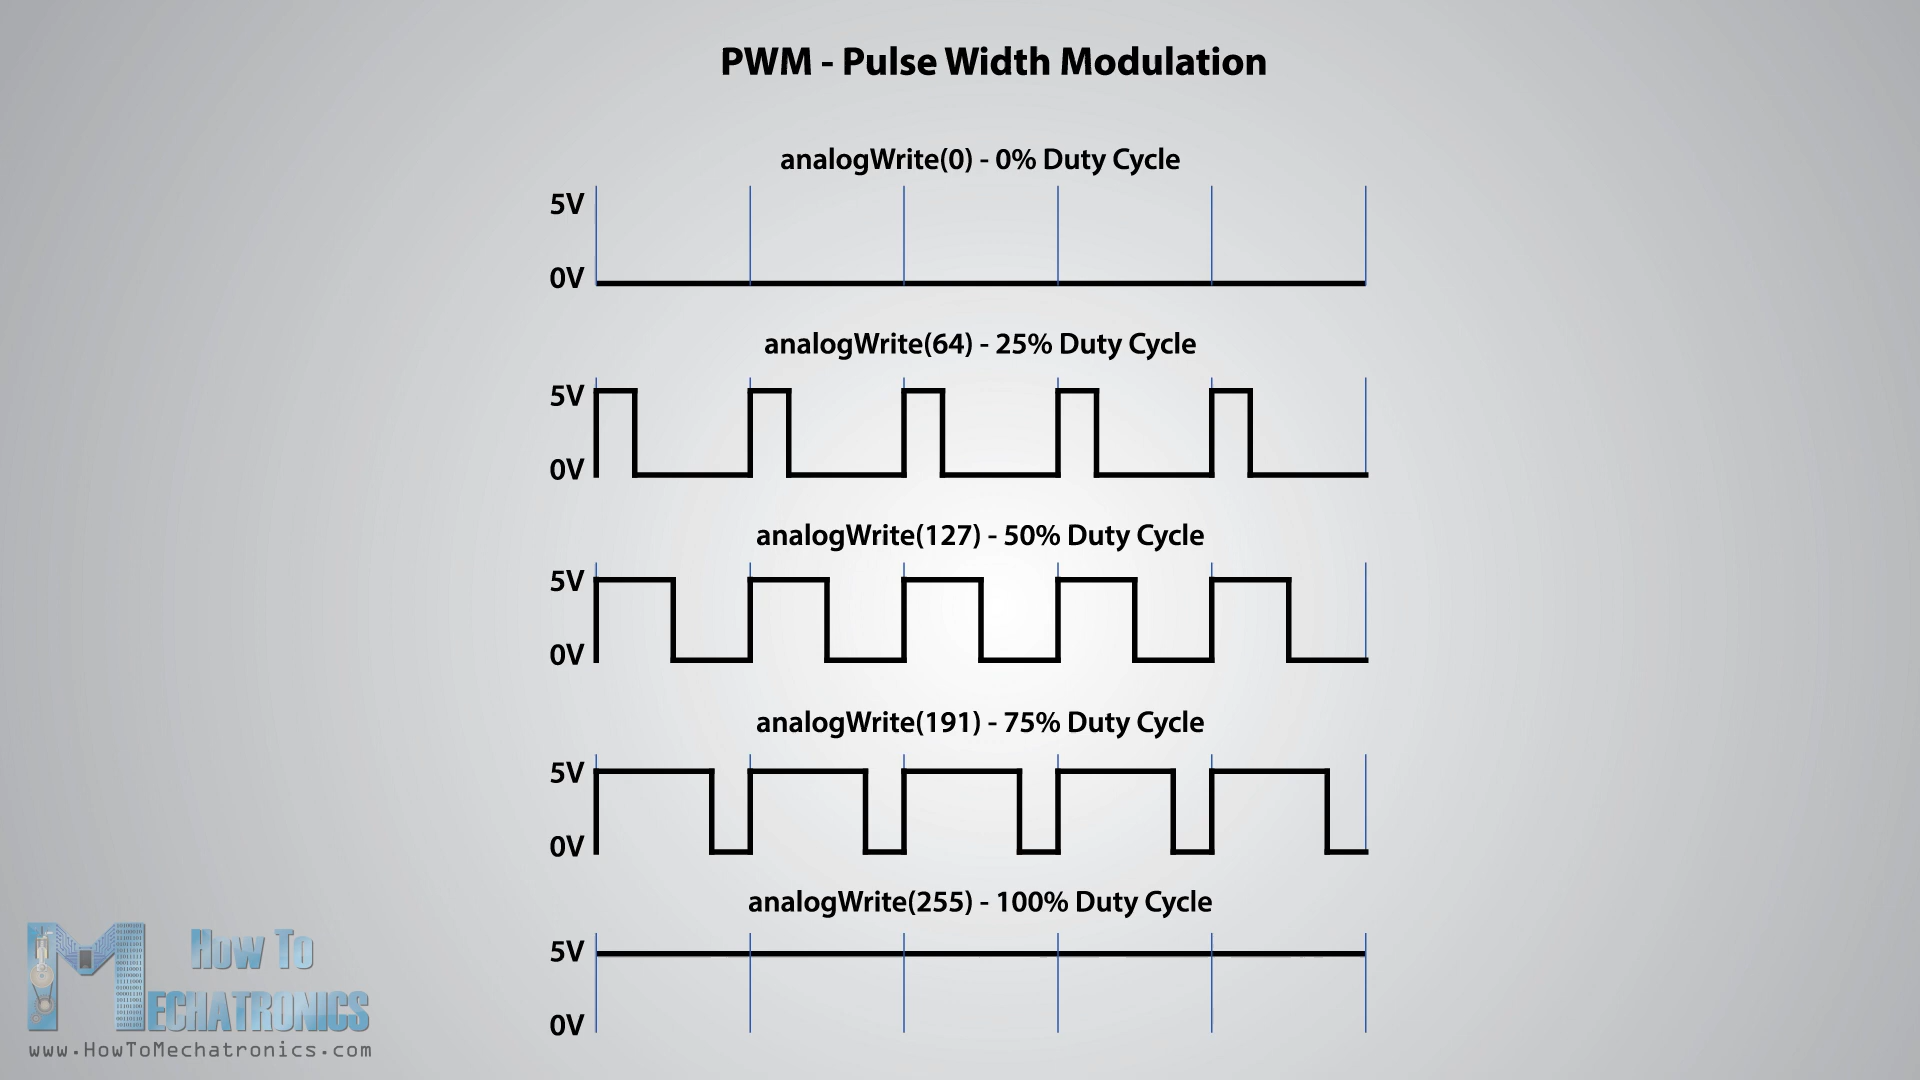 PWM - Pulse Width Modulation
analogWrite(0) - 0% Duty Cycle
5V
0V
analogWrite(64) - 25% Duty Cycle
5V
0V
analogWrite(127) - 50% Duty Cycle
5V
0V
analogWrite(191) - 75% Duty Cycle
5V
0V
analogWrite(255) - 100% Duty Cycle
5V
0V
How To
MECHATRONICS
www.HowToMechatronics.com